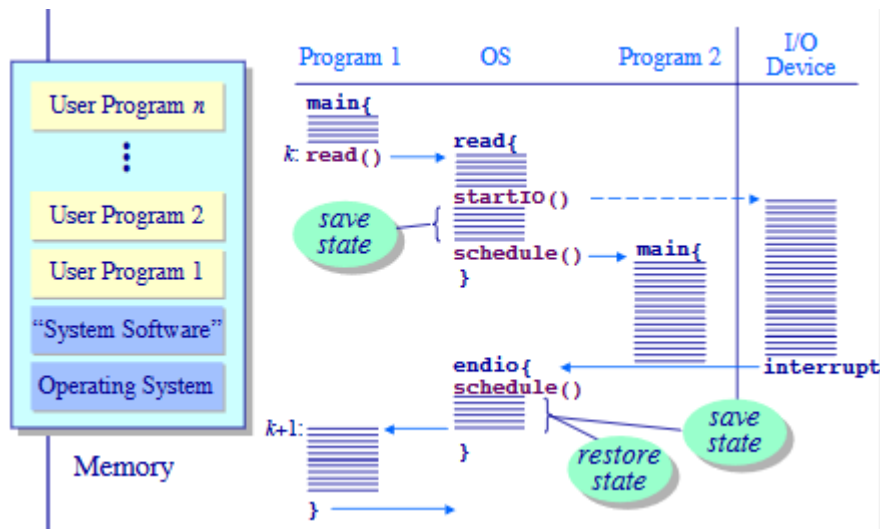 User Program n
User Program 2
User Program 1
“System Software”
Operating System
Memory
Program 1
OS
Program 2
I/O
Device
main{
k: read()
read{
startIO()
save
state
schedule()
}
main{
interrupt
endio{
schedule()
k+1:
}
save
state
restore
state
}